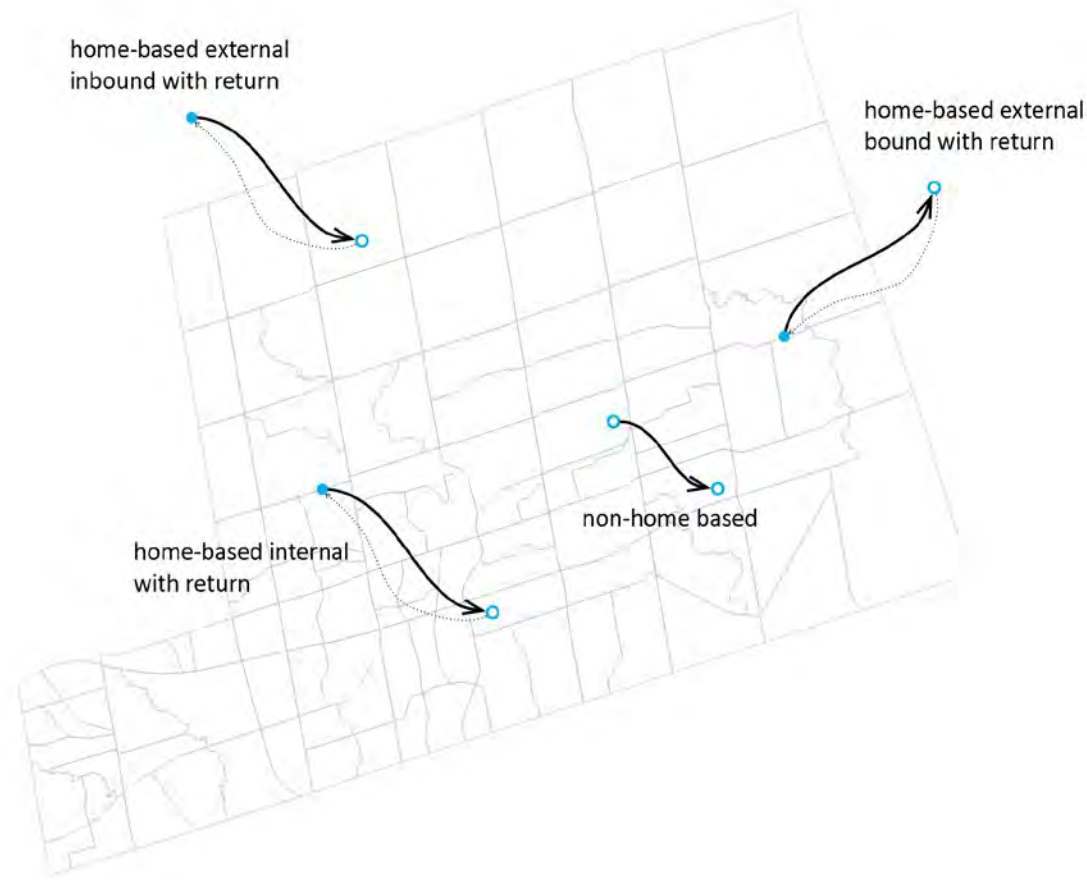 home-based external
inbound with return
home-based external
bound with return
non-home based
home-based internal
with return